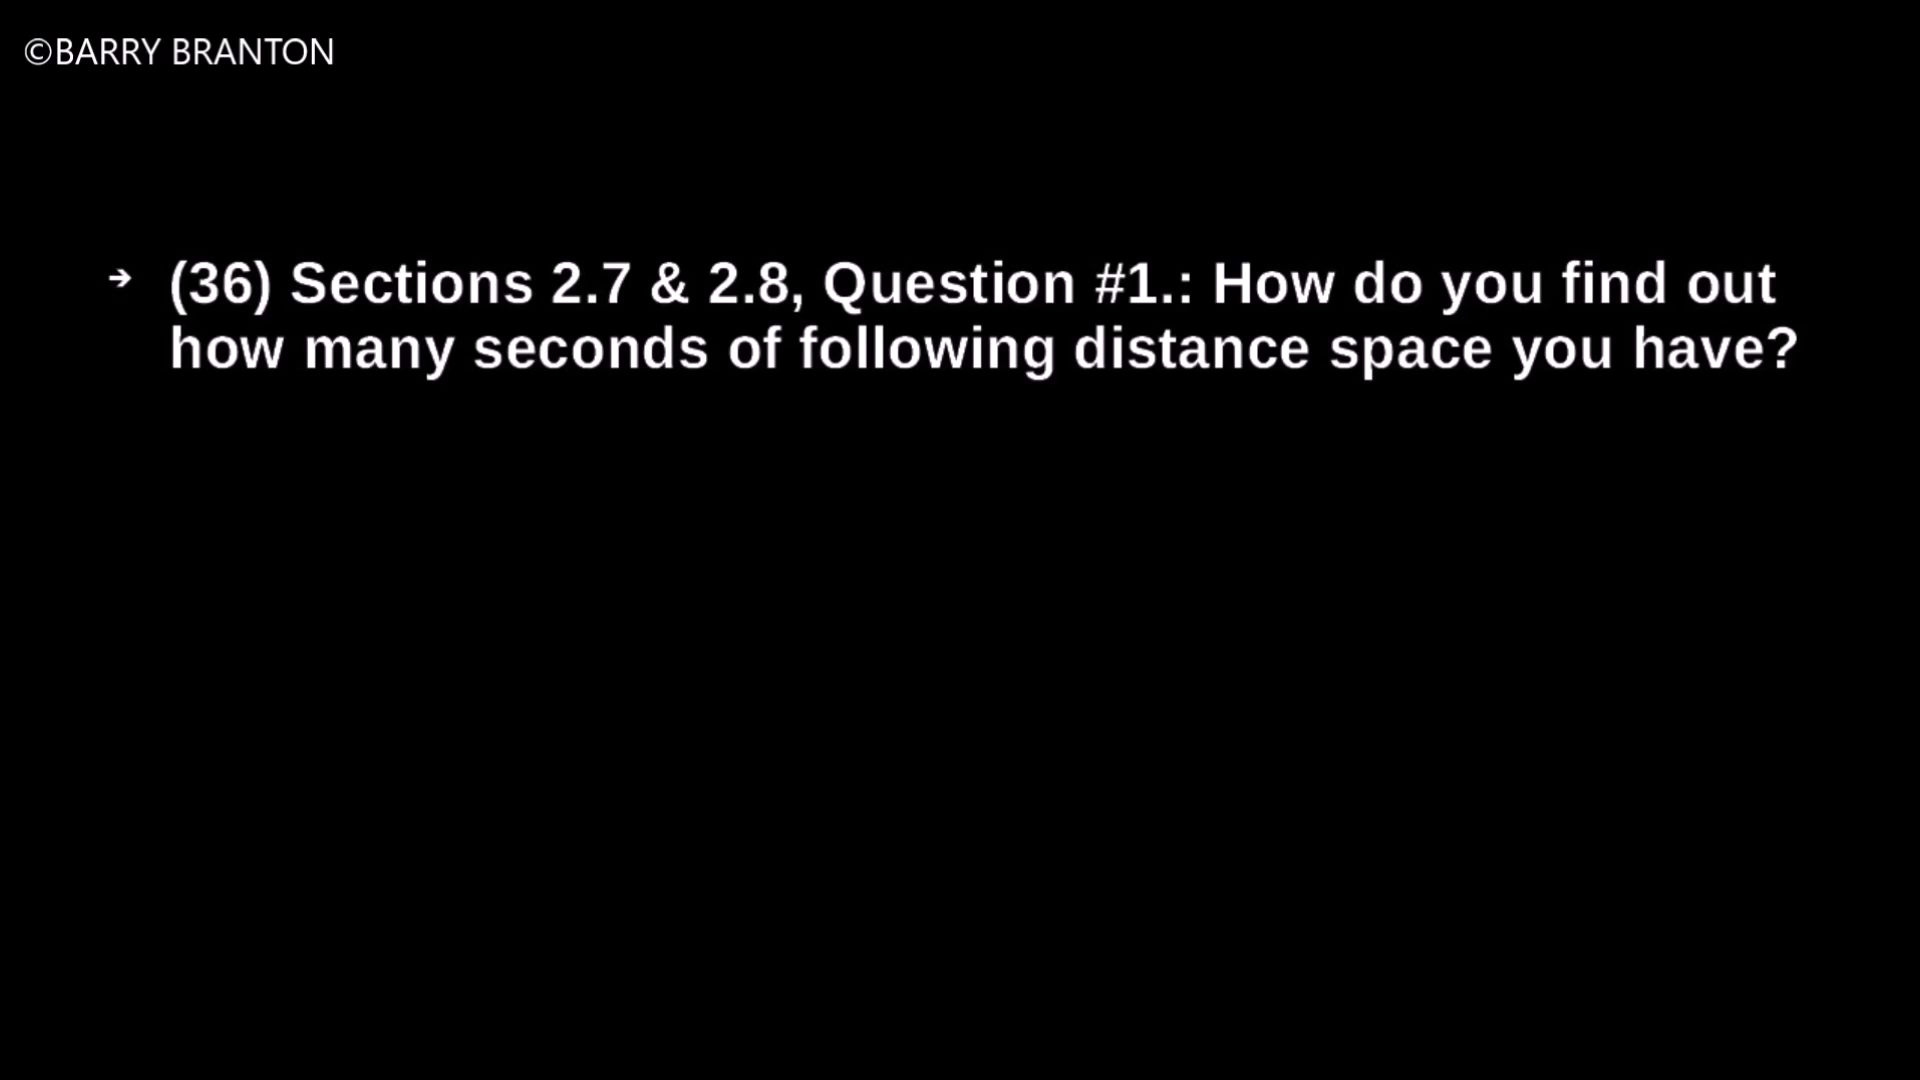 ©BARRY BRANTON
➔ (36) Sections 2.7 & 2.8, Question #1.: How do you find out
how many seconds of following distance space you have?